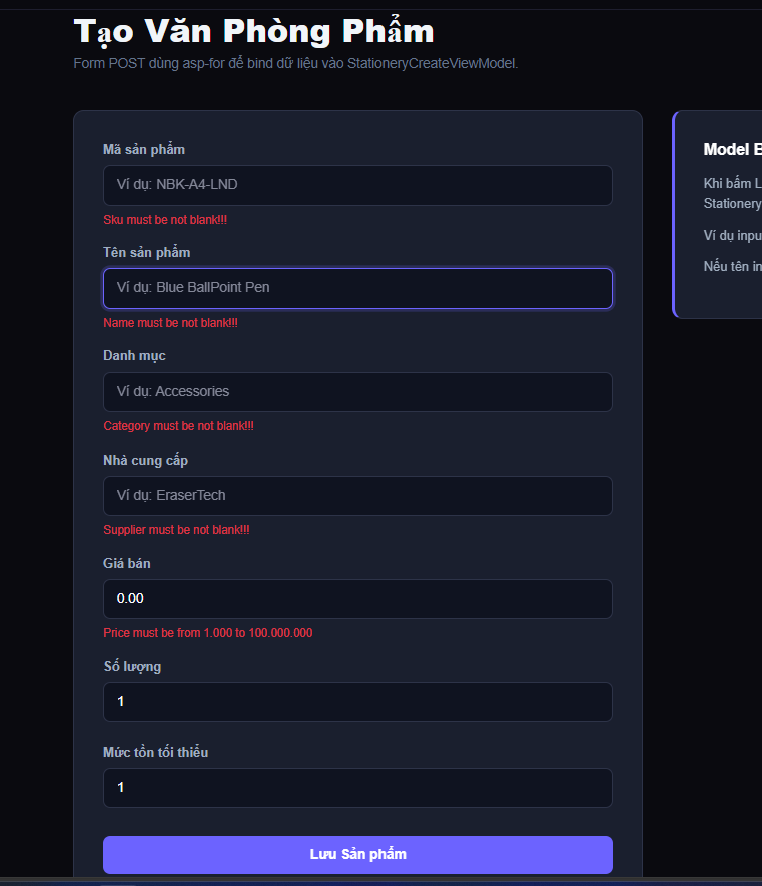 Tạo Văn Phòng Phẩm
Form POST dùng asp-for để bind dữ liệu vào StationeryCreateViewModel.
Mã sản phẩm
Ví dụ: NBK-A4-LND
Sku must be not blank!!!
Tên sản phẩm
Ví dụ: Blue BallPoint Pen
Name must be not blank!!!
Danh mục
Ví dụ: Accessories
Category must be not blank!!!
Nhà cung cấp
Ví dụ: EraserTech
Supplier must be not blank!!!
Giá bán
0.00
Price must be from 1.000 to 100.000.000
Số lượng
1
Mức tồn tối thiểu
1
Lưu Sản phẩm
Model B
Khi bấm L
Stationery
Ví dụ inpu
Nếu tên in